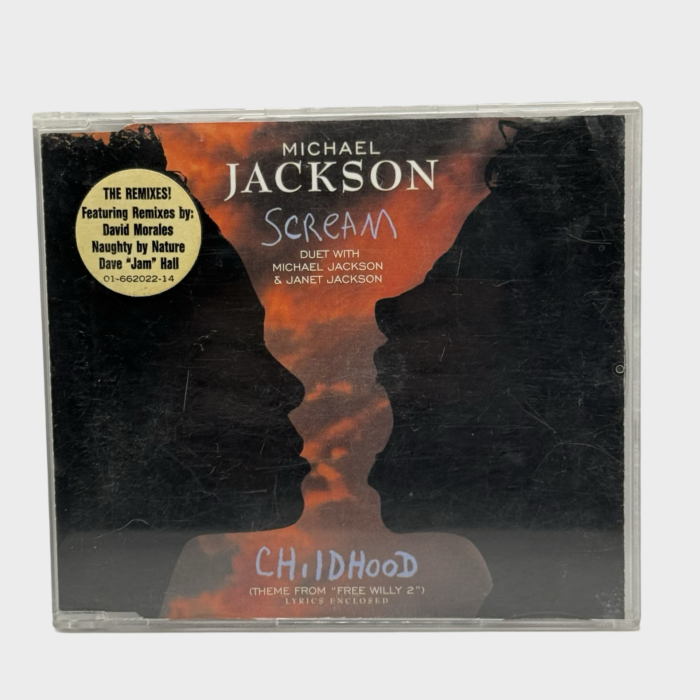 MICHAEL
JACKSON
SCREAM
DUET WITH
MICHAEL JACKSON
& JANET JACKSON
THE REMIXES!
Featuring Remixes by:
David Morales
Naughty by Nature
Dave "Jam" Hall
01-662022-14
CHiLDHOOD
(THEME FROM "FREE WILLY 2")
LYRICS ENCLOSED